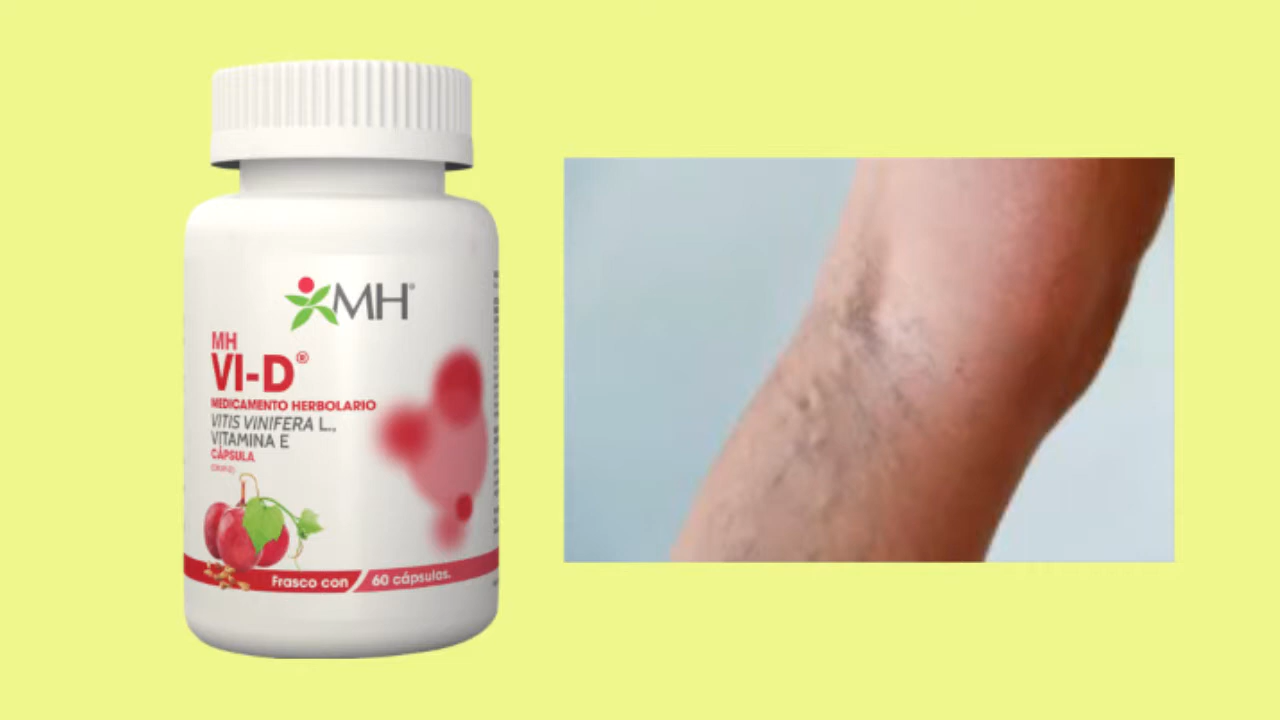 MH®
MH
VI-D®
MEDICAMENTO HERBOLARIO
VITIS VINIFERA L.,
VITAMINA E
CÁPSULA
Frasco con 60 cápsulas.